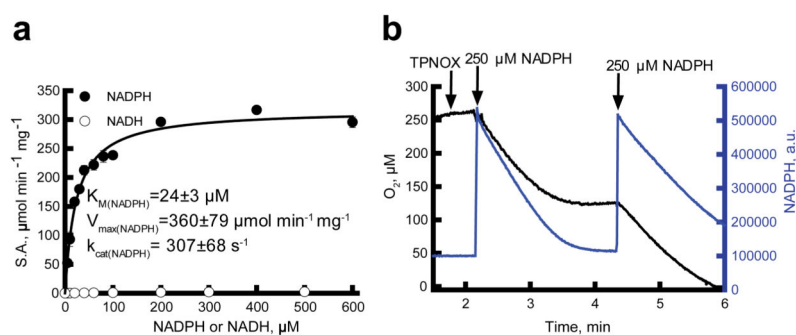 a
S.A., μmol min⁻¹ mg⁻¹
350
300
250
200
150
100
50
0
NADPH
NADH
K_M(NADPH)=24±3 μM
V_max(NADPH)=360±79 μmol min⁻¹ mg⁻¹
k_cat(NADPH)= 307±68 s⁻¹
0 100 200 300 400 500 600
NADPH or NADH, μM
b
TPNOX 250 μM NADPH
250 μM NADPH
O₂, μM
300
250
200
150
100
50
0
600000
500000
400000
300000
200000
100000
0
NADPH, a.u.
2 3 4 5 6
Time, min